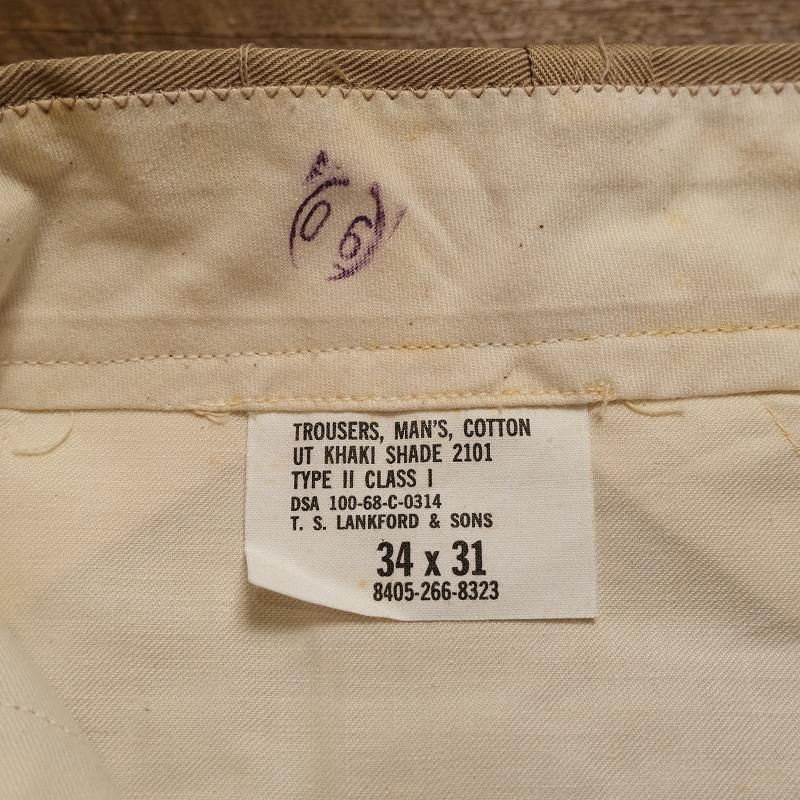 06
TROUSERS, MAN'S, COTTON
UT KHAKI SHADE 2101
TYPE II CLASS I
DSA 100-68-C-0314
T. S. LANKFORD & SONS
34 x 31
8405-266-8323